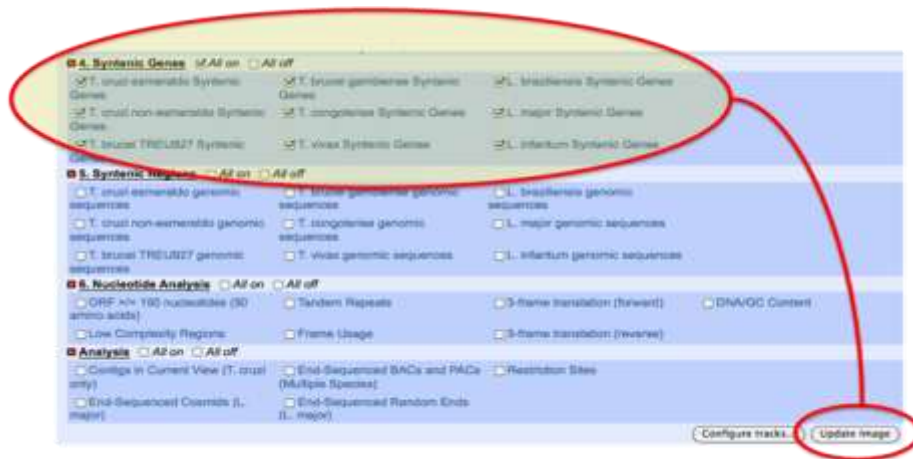 4. Syntenic Genes All on All off
T. cruzi esmeraldo Syntenic Genes T. brucei gambiense Syntenic Genes L. braziliensis Syntenic Genes
T. cruzi non-esmeraldo Syntenic Genes T. congolense Syntenic Genes L. major Syntenic Genes
T. brucei TREU927 Syntenic Genes T. vivax Syntenic Genes L. infantum Syntenic Genes
5. Syntenic Regions All on All off
T. cruzi esmeraldo genomic sequences T. brucei gambiense genomic sequences L. braziliensis genomic sequences
T. cruzi non-esmeraldo genomic sequences T. congolense genomic sequences L. major genomic sequences
T. brucei TREU927 genomic sequences T. vivax genomic sequences L. infantum genomic sequences
6. Nucleotide Analysis All on All off
ORF nucleotides (50 amino acids) Tandem Repeats 3-frame translation (forward) DNA/GC Content
Low Complexity Regions Frame Usage 3-frame translation (reverse)
Analysis All on All off
Contigs in Current View (T. cruzi only) End-Sequenced BACs and PACs (Multiple Species) Restriction Sites
End-Sequenced Cosmids (L. major) End-Sequenced Random Ends (L. major)
Configure tracks... Update Image